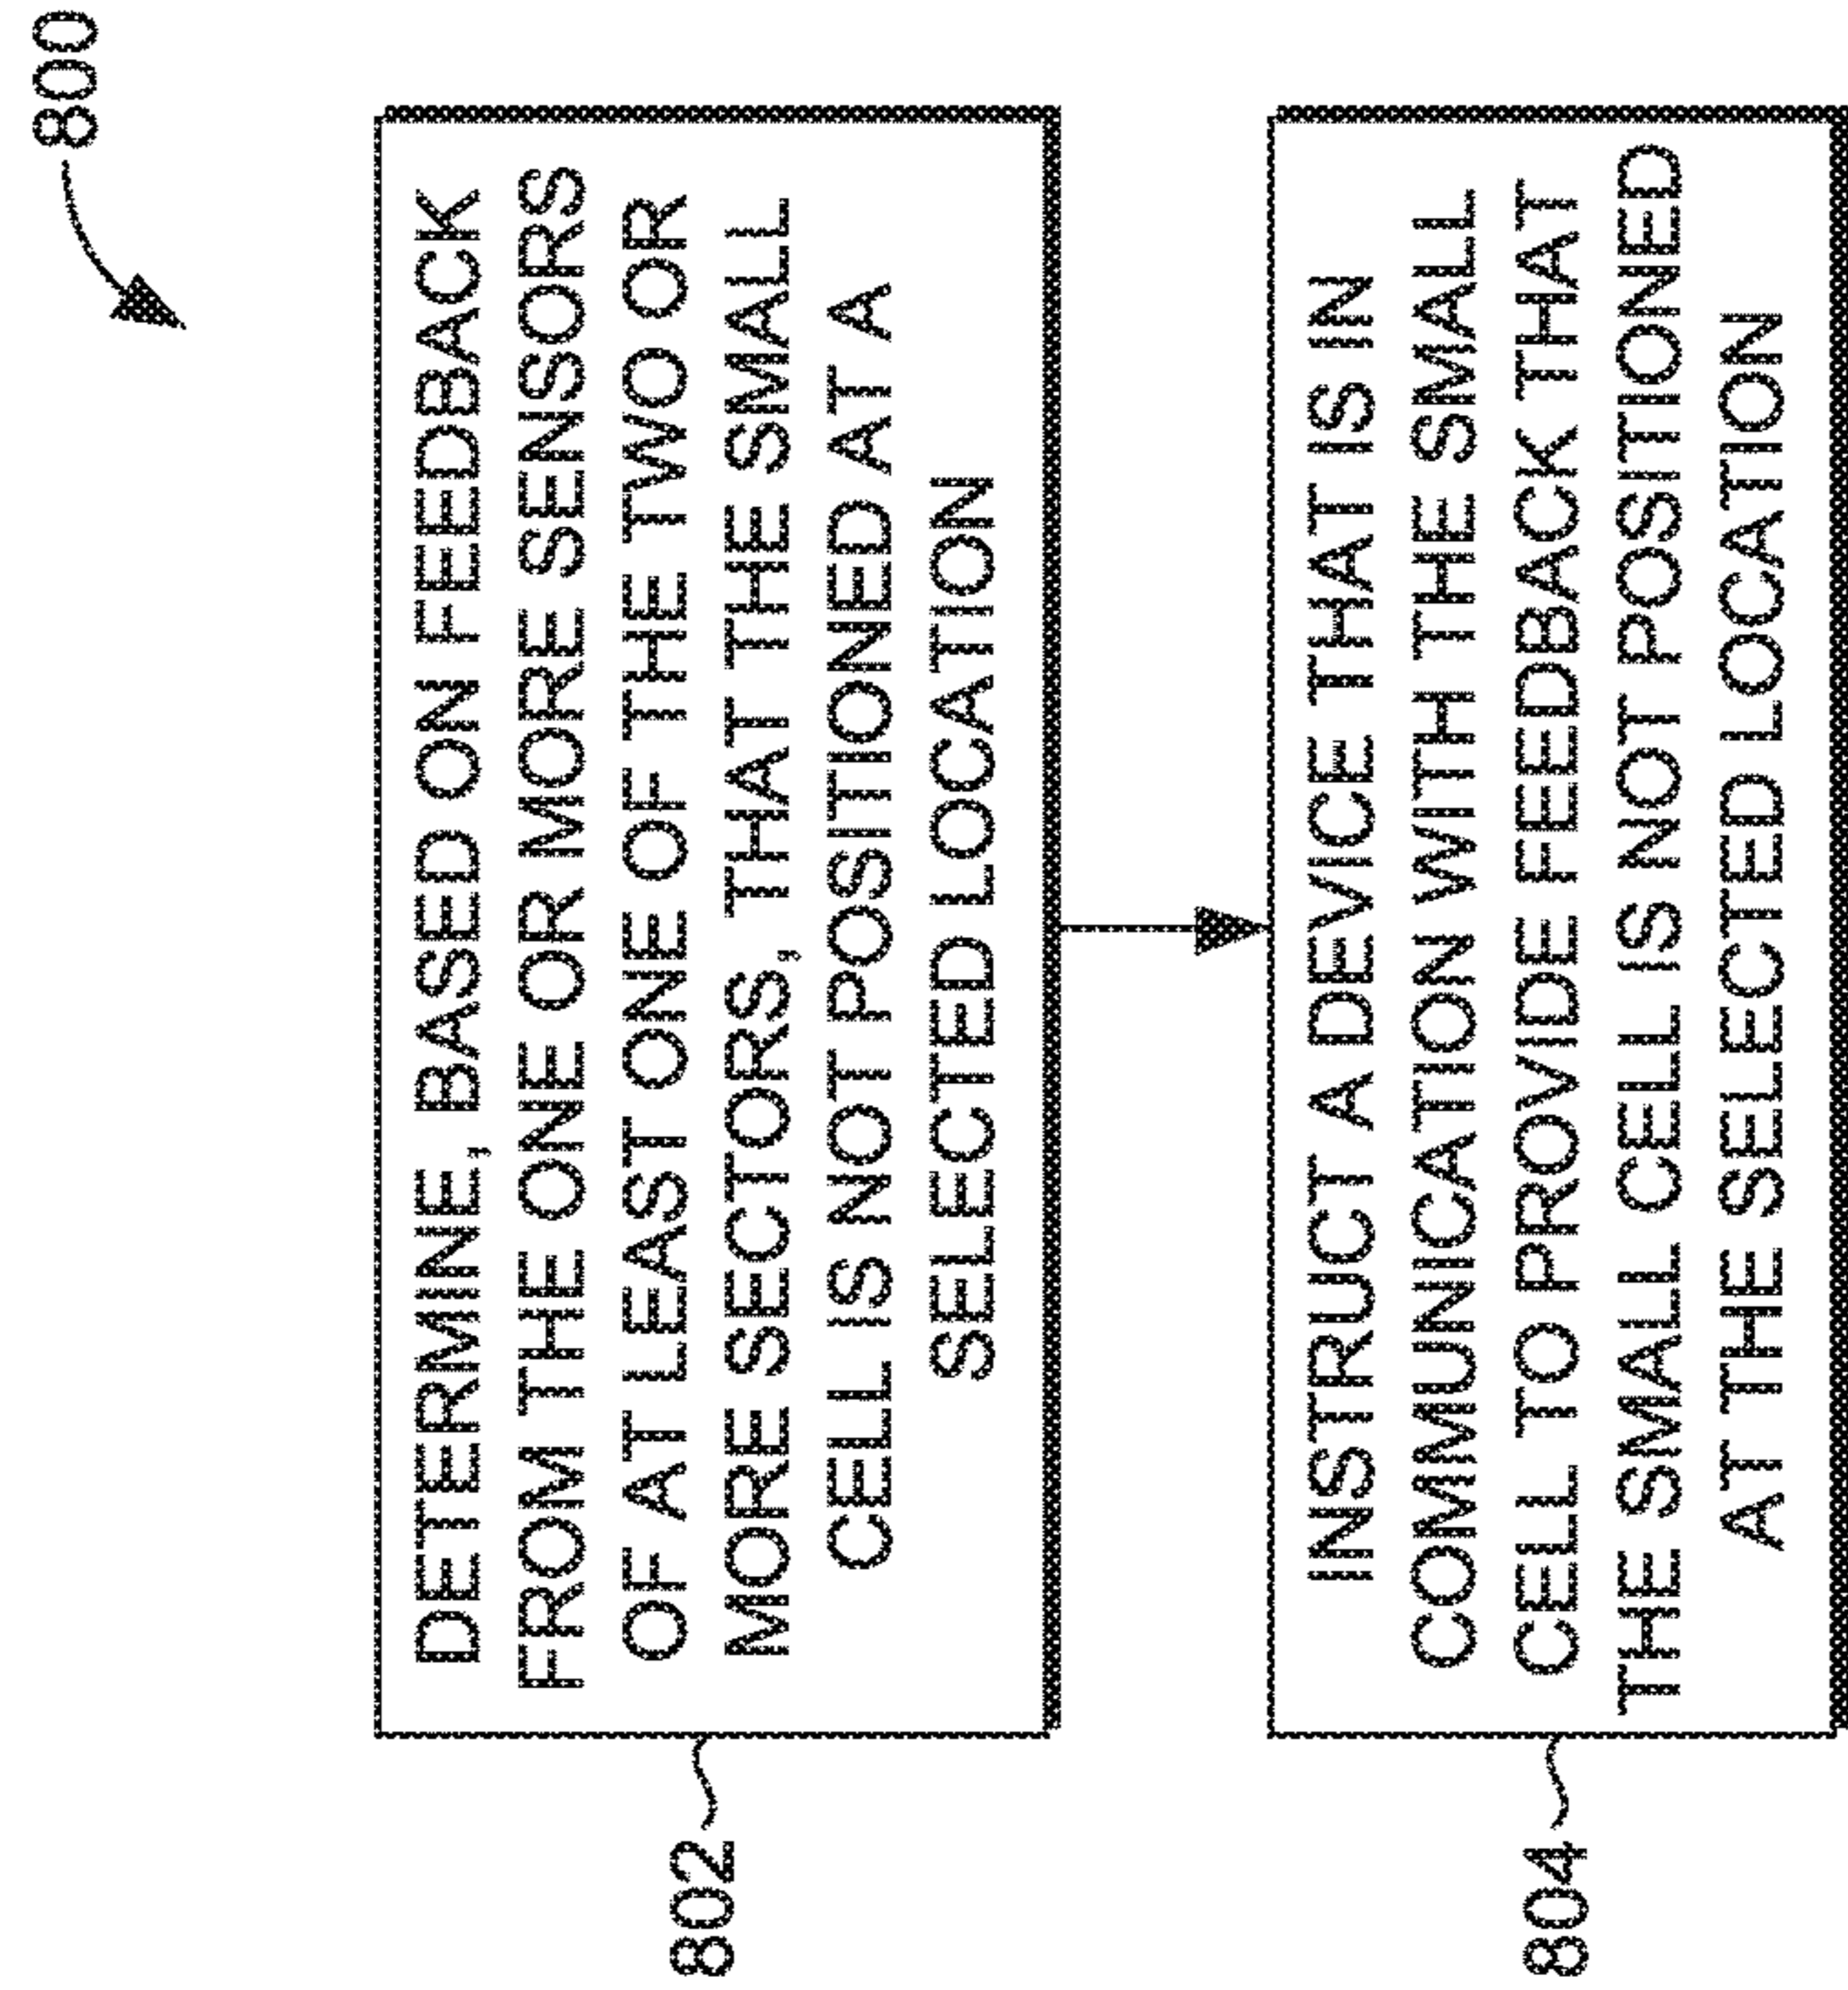 800
802
DETERMINE, BASED ON FEEDBACK
FROM THE ONE OR MORE SENSORS
OF AT LEAST ONE OF THE TWO OR
MORE SECTORS, THAT THE SMALL
CELL IS NOT POSITIONED AT A
SELECTED LOCATION
804
INSTRUCT A DEVICE THAT IS IN
COMMUNICATION WITH THE SMALL
CELL TO PROVIDE FEEDBACK THAT
THE SMALL CELL IS NOT POSITIONED
AT THE SELECTED LOCATION